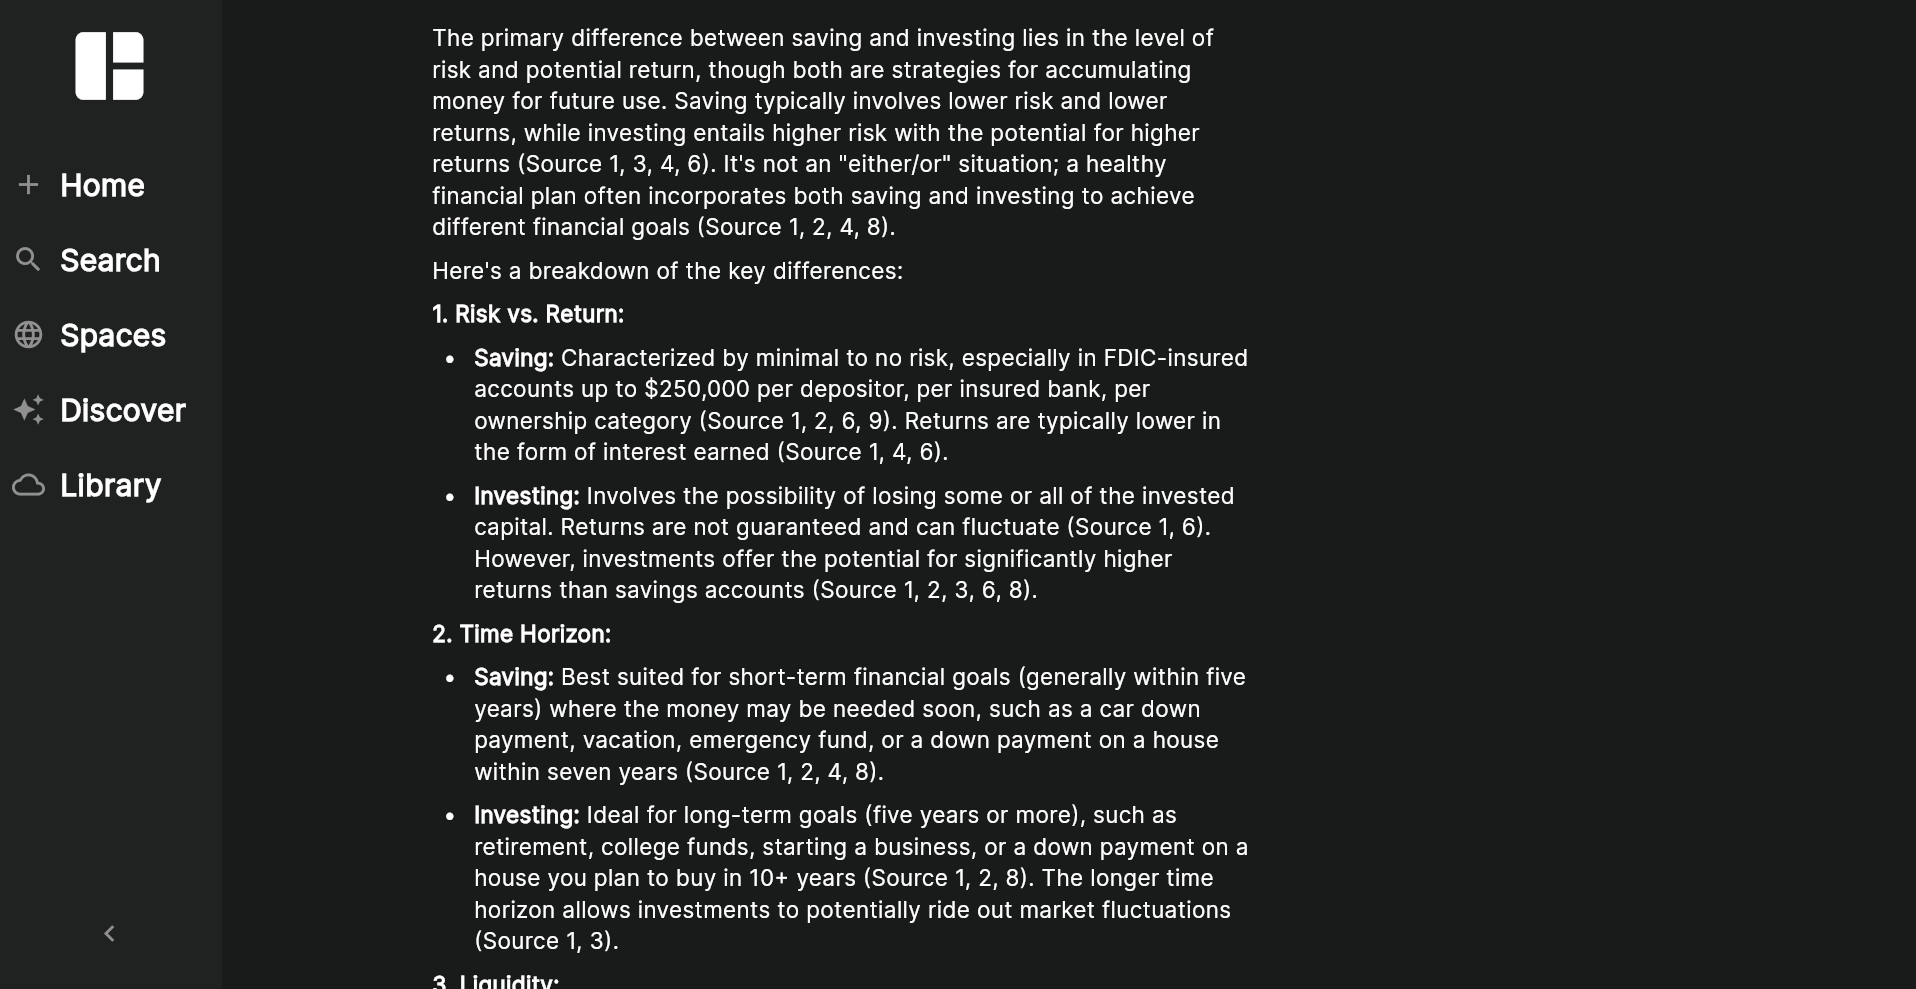 Home
Search
Spaces
Discover
Library
The primary difference between saving and investing lies in the level of
risk and potential return, though both are strategies for accumulating
money for future use. Saving typically involves lower risk and lower
returns, while investing entails higher risk with the potential for higher
returns (Source 1, 3, 4, 6). It's not an "either/or" situation; a healthy
financial plan often incorporates both saving and investing to achieve
different financial goals (Source 1, 2, 4, 8).
Here's a breakdown of the key differences:
1. Risk vs. Return:
• Saving: Characterized by minimal to no risk, especially in FDIC-insured
accounts up to $250,000 per depositor, per insured bank, per
ownership category (Source 1, 2, 6, 9). Returns are typically lower in
the form of interest earned (Source 1, 4, 6).
• Investing: Involves the possibility of losing some or all of the invested
capital. Returns are not guaranteed and can fluctuate (Source 1, 6).
However, investments offer the potential for significantly higher
returns than savings accounts (Source 1, 2, 3, 6, 8).
2. Time Horizon:
• Saving: Best suited for short-term financial goals (generally within five
years) where the money may be needed soon, such as a car down
payment, vacation, emergency fund, or a down payment on a house
within seven years (Source 1, 2, 4, 8).
• Investing: Ideal for long-term goals (five years or more), such as
retirement, college funds, starting a business, or a down payment on a
house you plan to buy in 10+ years (Source 1, 2, 8). The longer time
horizon allows investments to potentially ride out market fluctuations
(Source 1, 3).
3. Liquidity: